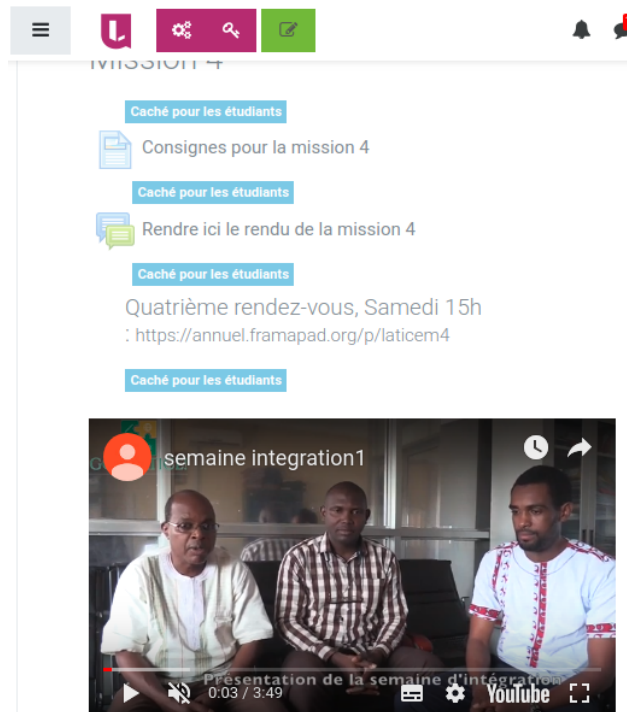 Mission 4
Caché pour les étudiants
Consignes pour la mission 4
Caché pour les étudiants
Rendre ici le rendu de la mission 4
Caché pour les étudiants
Quatrième rendez-vous, Samedi 15h
: https://annuel.framapad.org/p/laticem4
Caché pour les étudiants
semaine integration1
Présentation de la semaine d'intégration
0:03 / 3:49
YouTube